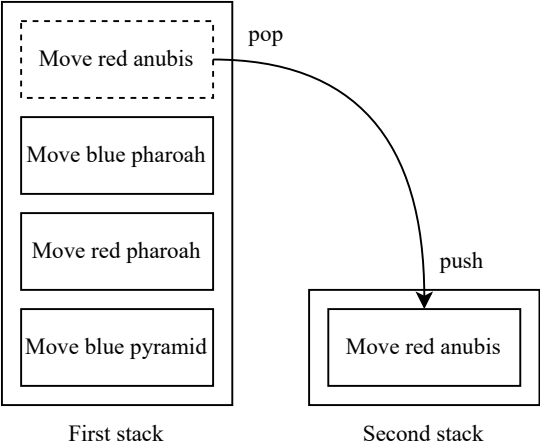 pop
Move red anubis
Move blue pharoah
Move red pharoah
push
Move blue pyramid
Move red anubis
First stack
Second stack